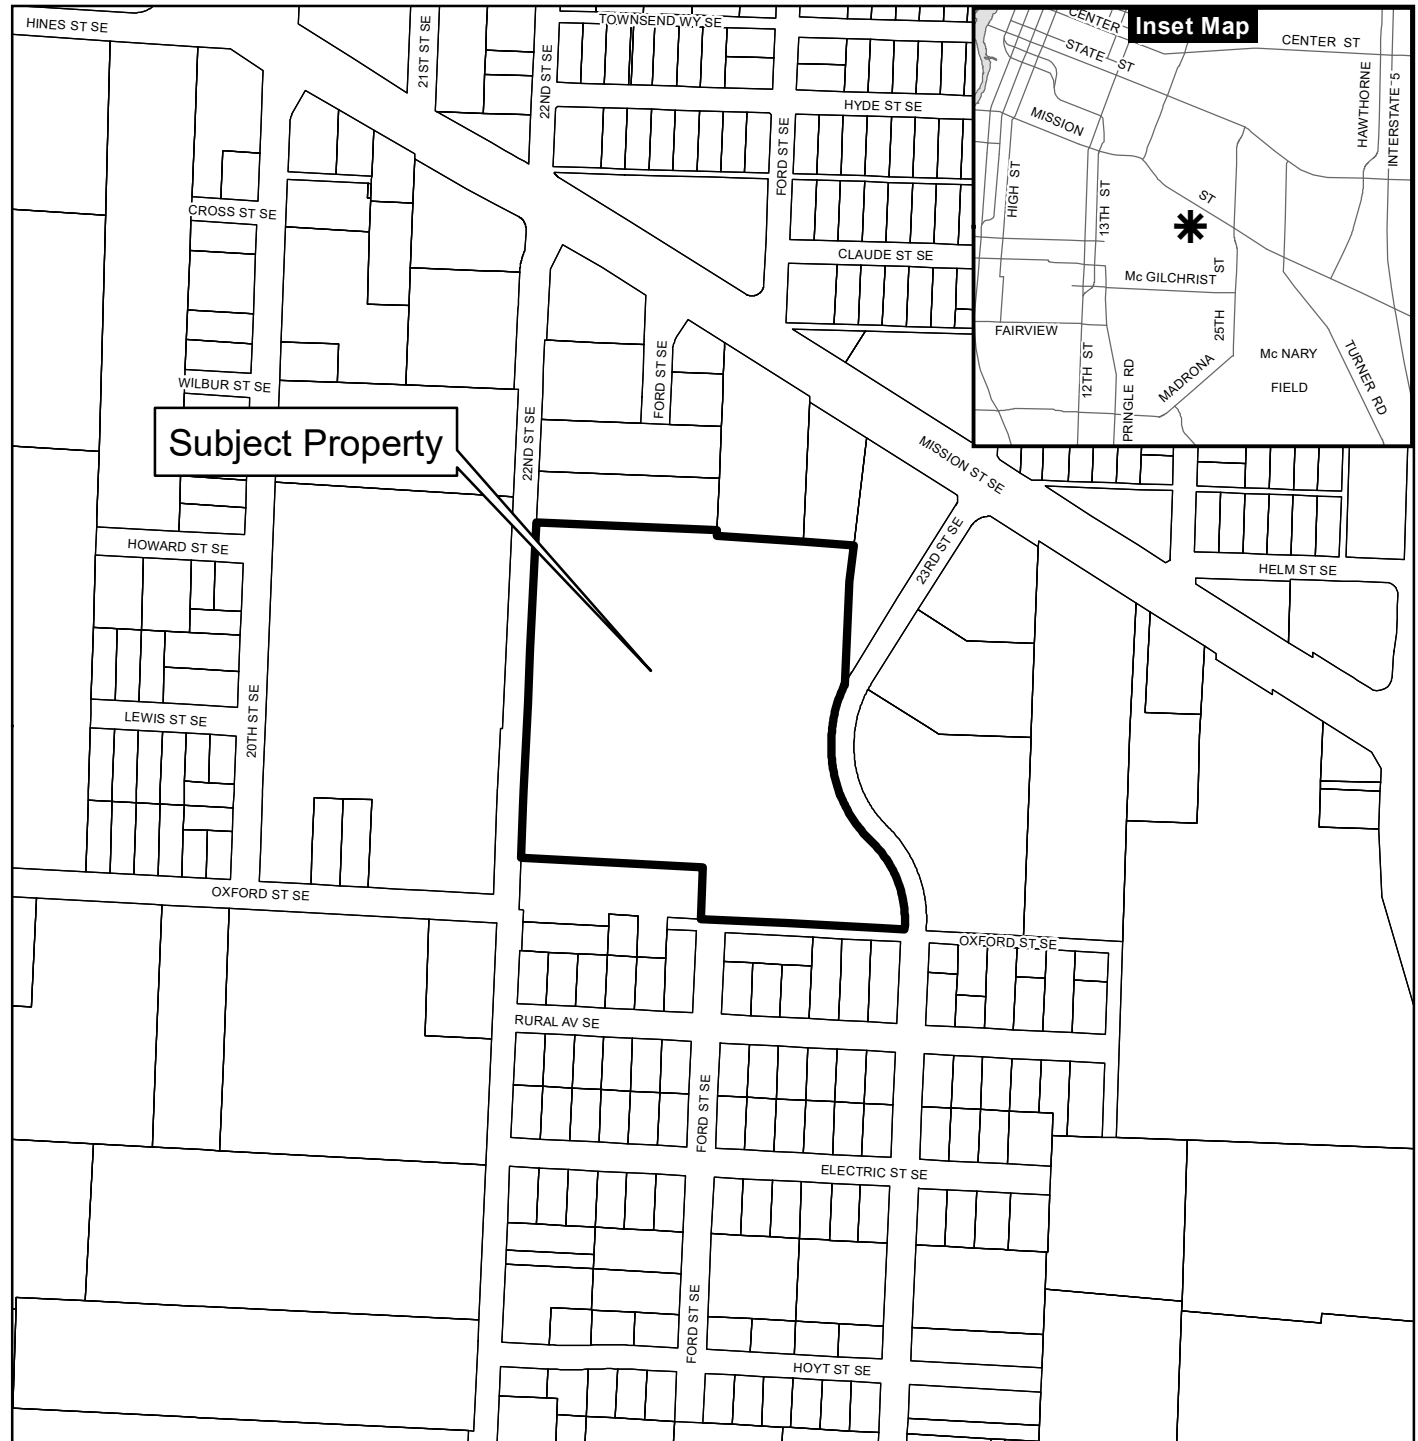 HINES ST SE
21ST ST SE
22ND ST SE
TOWNSEND WY SE
HYDE ST SE
FORD ST SE
CROSS ST SE
CLAUDE ST SE
WILBUR ST SE
FORD ST SE
22ND ST SE
Subject Property
MISSION ST SE
HOWARD ST SE
23RD ST SE
HELM ST SE
LEWIS ST SE
20TH ST SE
OXFORD ST SE
OXFORD ST SE
RURAL AV SE
FORD ST SE
ELECTRIC ST SE
FORD ST SE
HOYT ST SE
Inset Map
CENTER
CENTER ST
STATE ST
HAWTHORNE
INTERSTATE 5
MISSION
ST
HIGH ST
13TH ST
Mc GILCHRIST
25TH ST
FAIRVIEW
12TH ST
PRINGLE RD
MADRONA
Mc NARY
FIELD
TURNER RD